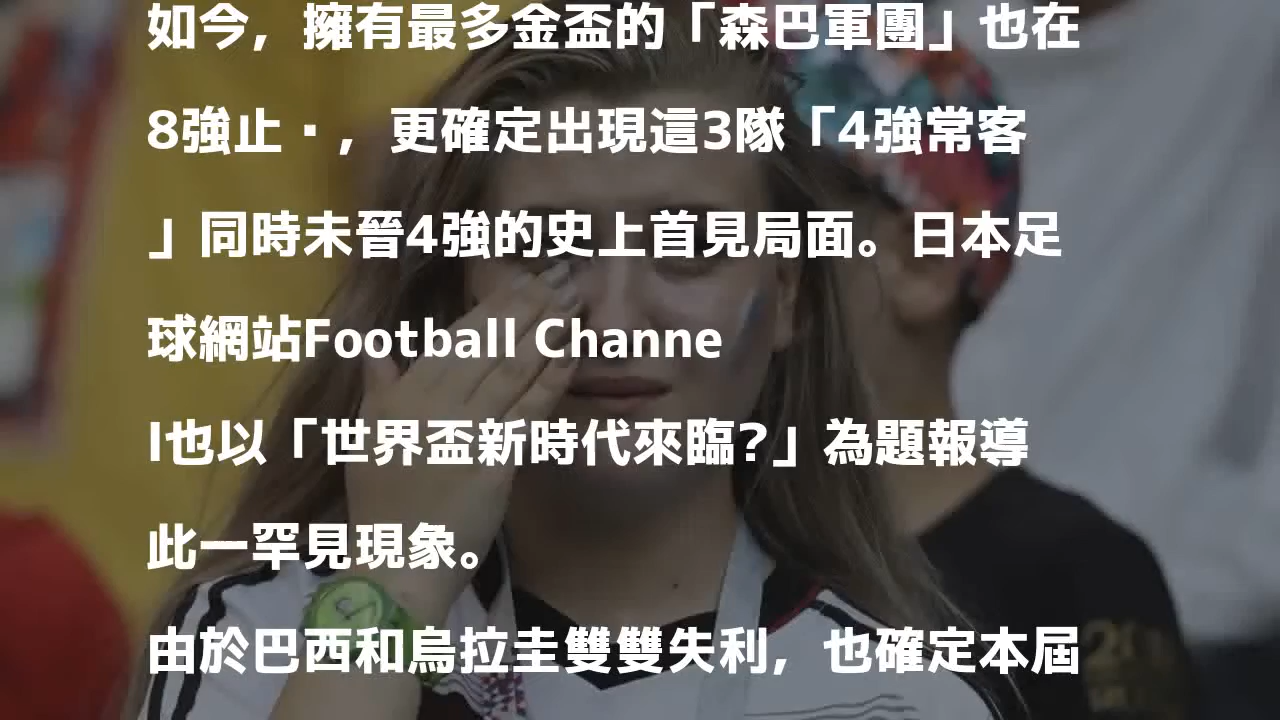 如今，擁有最多金盃的「森巴軍團」也在
8強止▪，更確定出現這3隊「4強常客
」同時未晉4強的史上首見局面。日本足
球網站Football Channe
l也以「世界盃新時代來臨?」為題報導
此一罕見現象。
由於巴西和烏拉圭雙雙失利，也確定本屆